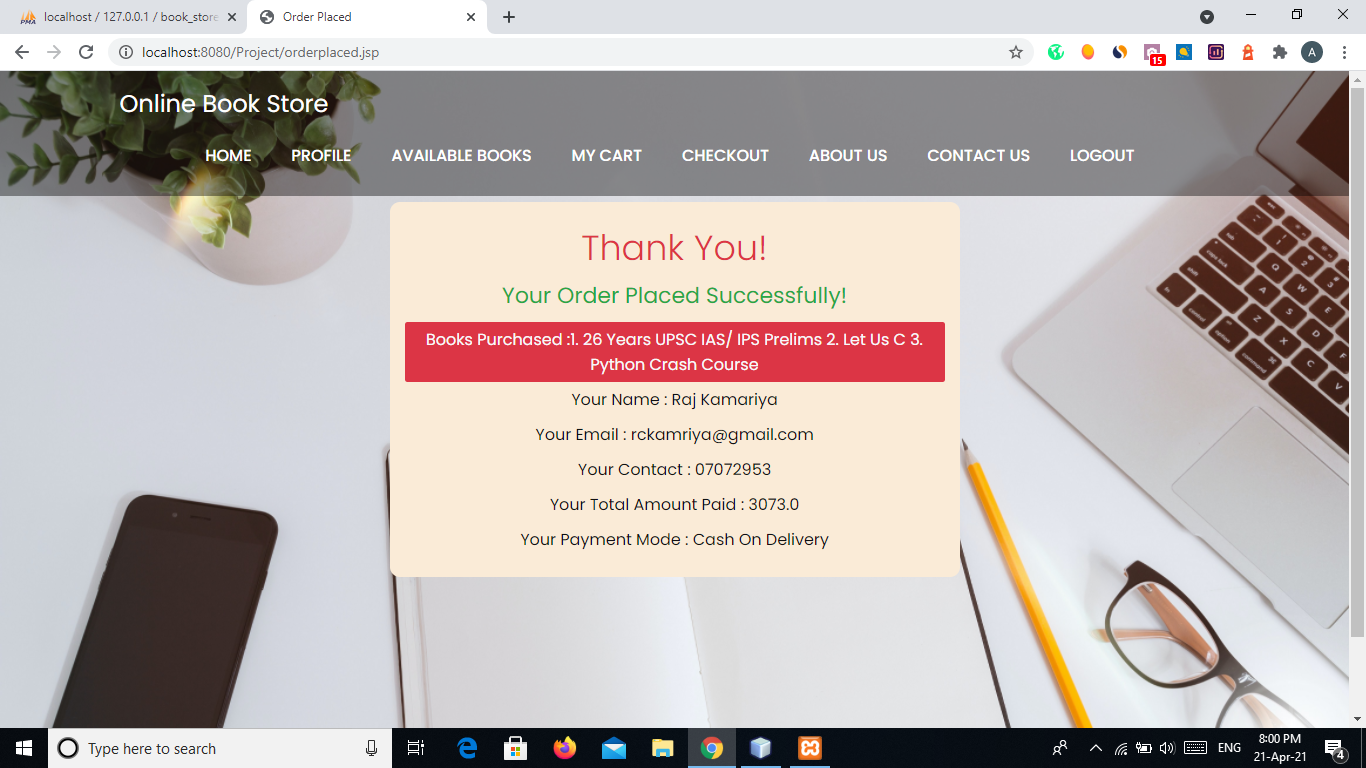 localhost / 127.0.0.1 / book_store
Order Placed
localhost:8080/Project/orderplaced.jsp
15
A
Online Book Store
HOME PROFILE AVAILABLE BOOKS MY CART CHECKOUT ABOUT US CONTACT US LOGOUT
Thank You!
Your Order Placed Successfully!
Books Purchased :1. 26 Years UPSC IAS/ IPS Prelims 2. Let Us C 3.
Python Crash Course
Your Name : Raj Kamariya
Your Email : rckamriya@gmail.com
Your Contact : 07072953
Your Total Amount Paid : 3073.0
Your Payment Mode : Cash On Delivery
Type here to search
ENG
8:00 PM
21-Apr-21
4